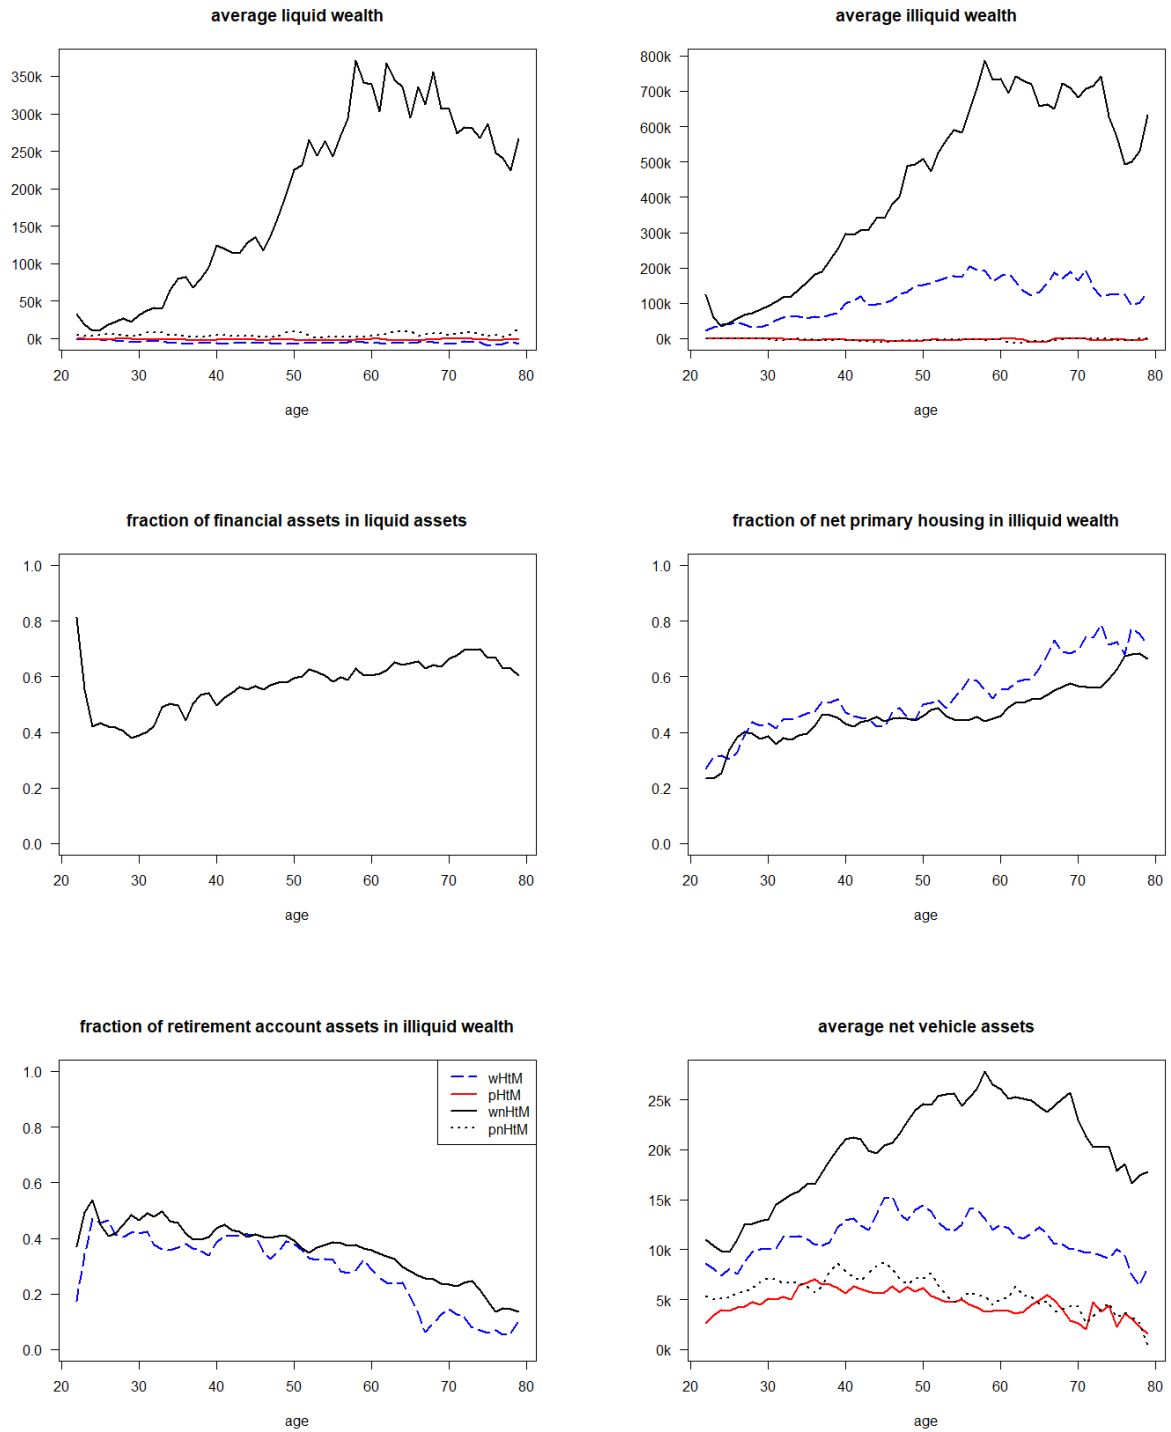 average liquid wealth
350k
300k
250k
200k
150k
100k
50k
0k
20 30 40 50 60 70 80
age
average illiquid wealth
800k
700k
600k
500k
400k
300k
200k
100k
0k
20 30 40 50 60 70 80
age
fraction of financial assets in liquid assets
1.0
0.8
0.6
0.4
0.2
0.0
20 30 40 50 60 70 80
age
fraction of net primary housing in illiquid wealth
1.0
0.8
0.6
0.4
0.2
0.0
20 30 40 50 60 70 80
age
fraction of retirement account assets in illiquid wealth
1.0
0.8
0.6
0.4
0.2
0.0
wHtM
pHtM
wnHtM
pnHtM
20 30 40 50 60 70 80
age
average net vehicle assets
25k
20k
15k
10k
5k
0k
20 30 40 50 60 70 80
age